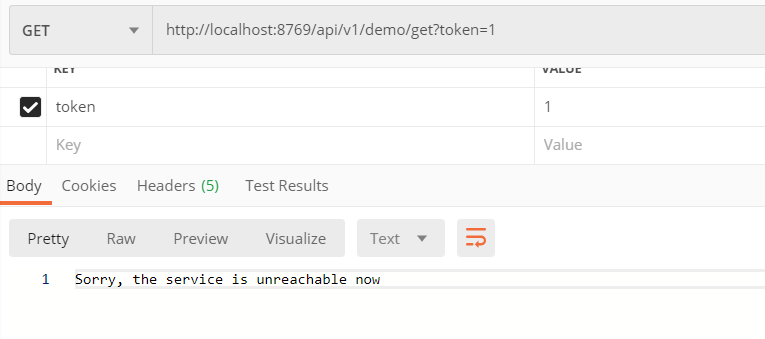 GET http://localhost:8769/api/v1/demo/get?token=1
KEY VALUE
token 1
Key Value
Body Cookies Headers (5) Test Results
Pretty Raw Preview Visualize Text
1 Sorry, the service is unreachable now